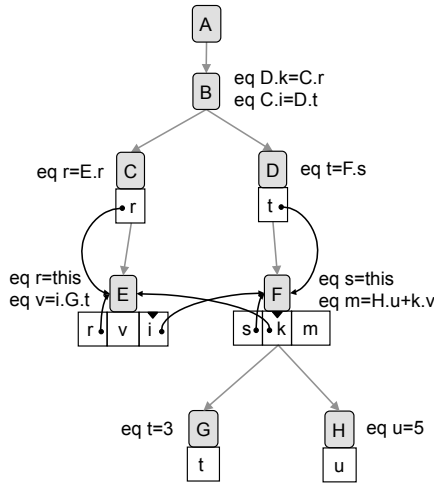 A
B
eq D.k=C.r
eq C.i=D.t
eq r=E.r
C
D
eq t=F.s
r
t
eq r=this
eq v=i.G.t
E
F
eq s=this
eq m=H.u+k.v
r v i
s k m
eq t=3
G
H
eq u=5
t
u